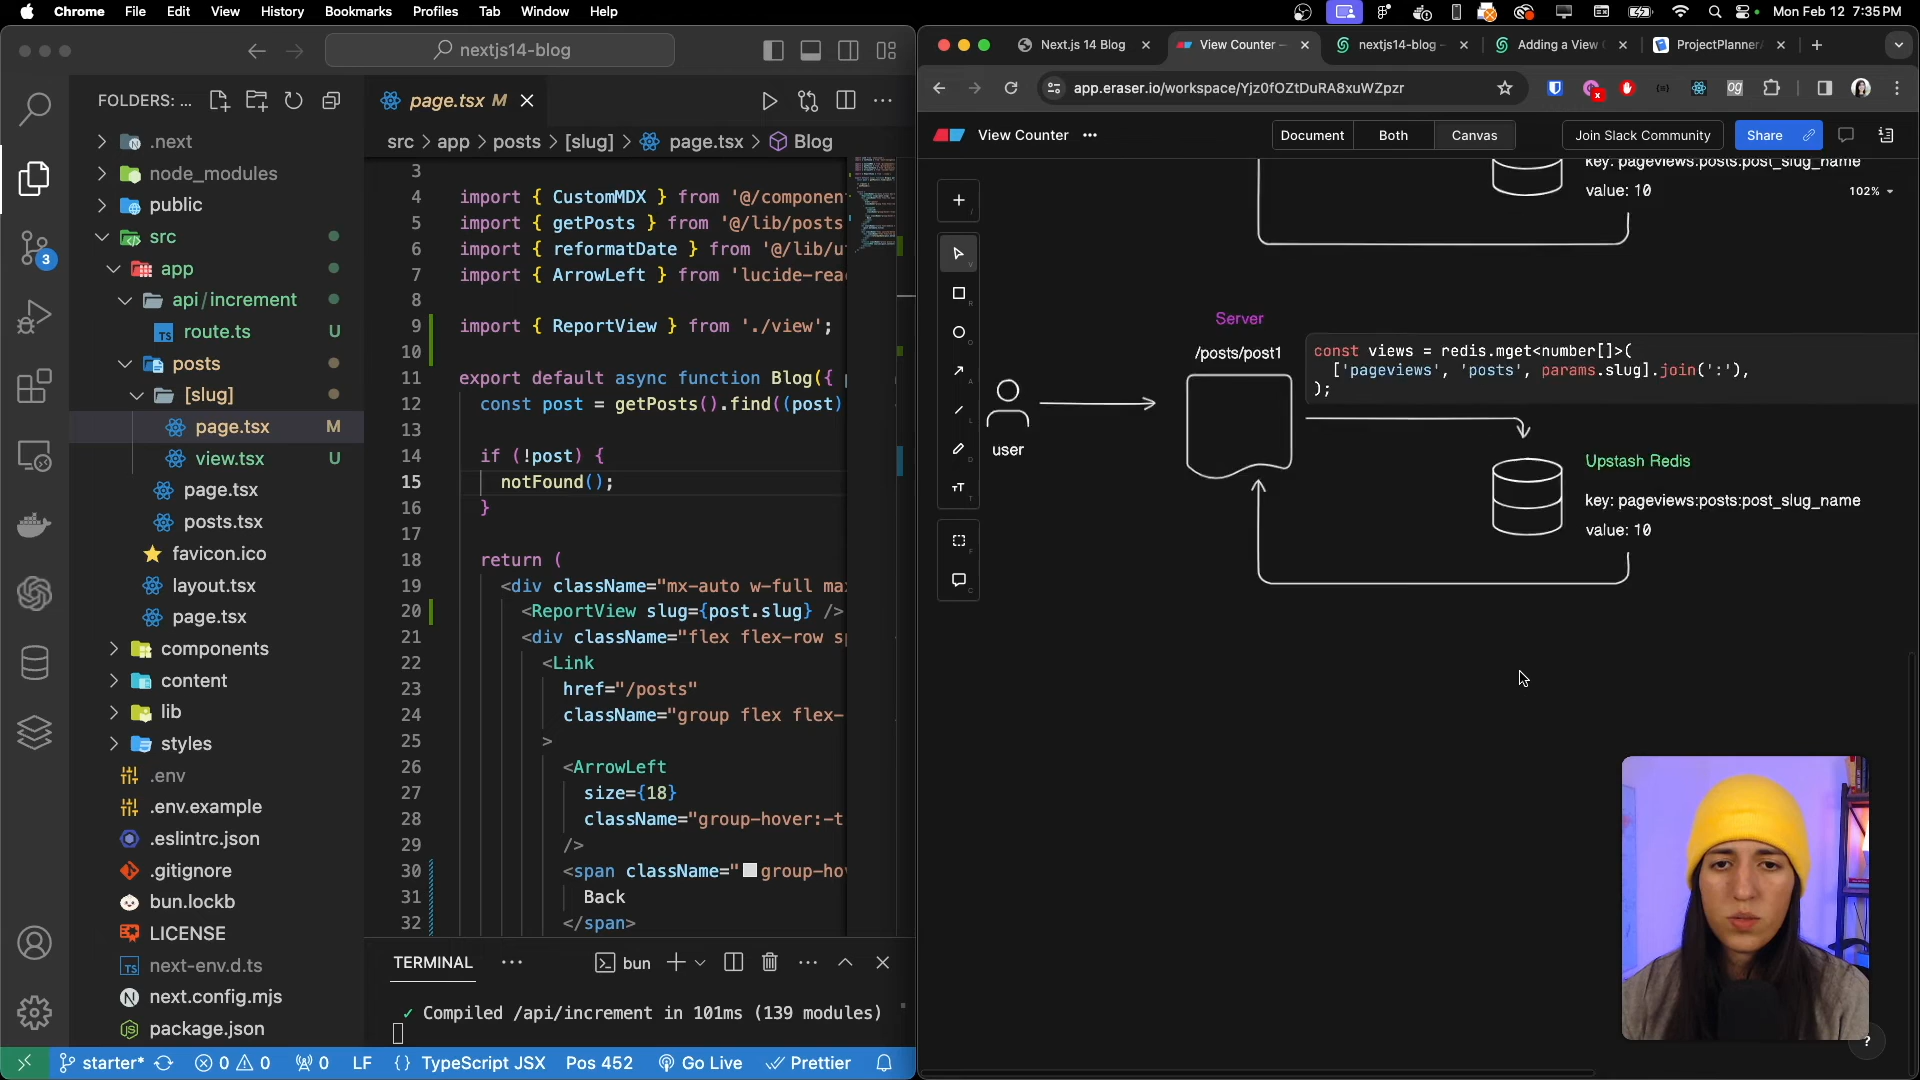 Chrome File Edit View History Bookmarks Profiles Tab Window Help
Mon Feb 12 7:35 PM
nextjs14-blog
FOLDERS: ...
.next
node_modules
public
src
app
api/increment
route.ts U
posts
[slug]
page.tsx M
view.tsx U
page.tsx
posts.tsx
favicon.ico
layout.tsx
page.tsx
components
content
lib
styles
.env
.env.example
.eslintrc.json
.gitignore
bun.lockb
LICENSE
next-env.d.ts
next.config.mjs
package.json
3
page.tsx M
src > app > posts > [slug] > page.tsx > Blog
3
4 import { CustomMDX } from '@/componen
5 import { getPosts } from '@/lib/posts'
6 import { reformatDate } from '@/lib/u
7 import { ArrowLeft } from 'lucide-rea
8
9 import { ReportView } from './view';
10
11 export default async function Blog({
12 const post = getPosts().find((post)
13
14 if (!post) {
15 notFound();
16 }
17
18 return (
19 <div className="mx-auto w-full max
20 <ReportView slug={post.slug} />
21 <div className="flex flex-row sp
22 <Link
23 href="/posts"
24 className="group flex flex-
25 >
26 <ArrowLeft
27 size={18}
28 className="group-hover:-t
29 />
30 <span className="group-hov
31 Back
32 </span>
TERMINAL ... bun
✓ Compiled /api/increment in 101ms (139 modules)
starter* 0 0 0 LF {} TypeScript JSX Pos 452 Go Live Prettier
Next.js 14 Blog
View Counter –
nextjs14-blog -
Adding a View C
ProjectPlanner
app.eraser.io/workspace/Yjz0fOZtDuRA8xuWZpzr
View Counter ...
Document Both Canvas
Join Slack Community
Share
102%
key: pageviews:posts:post_slug_name
value: 10
Server
/posts/post1
const views = redis.mget<number[]>(
['pageviews', 'posts', params.slug].join(':'),
);
user
Upstash Redis
key: pageviews:posts:post_slug_name
value: 10
?